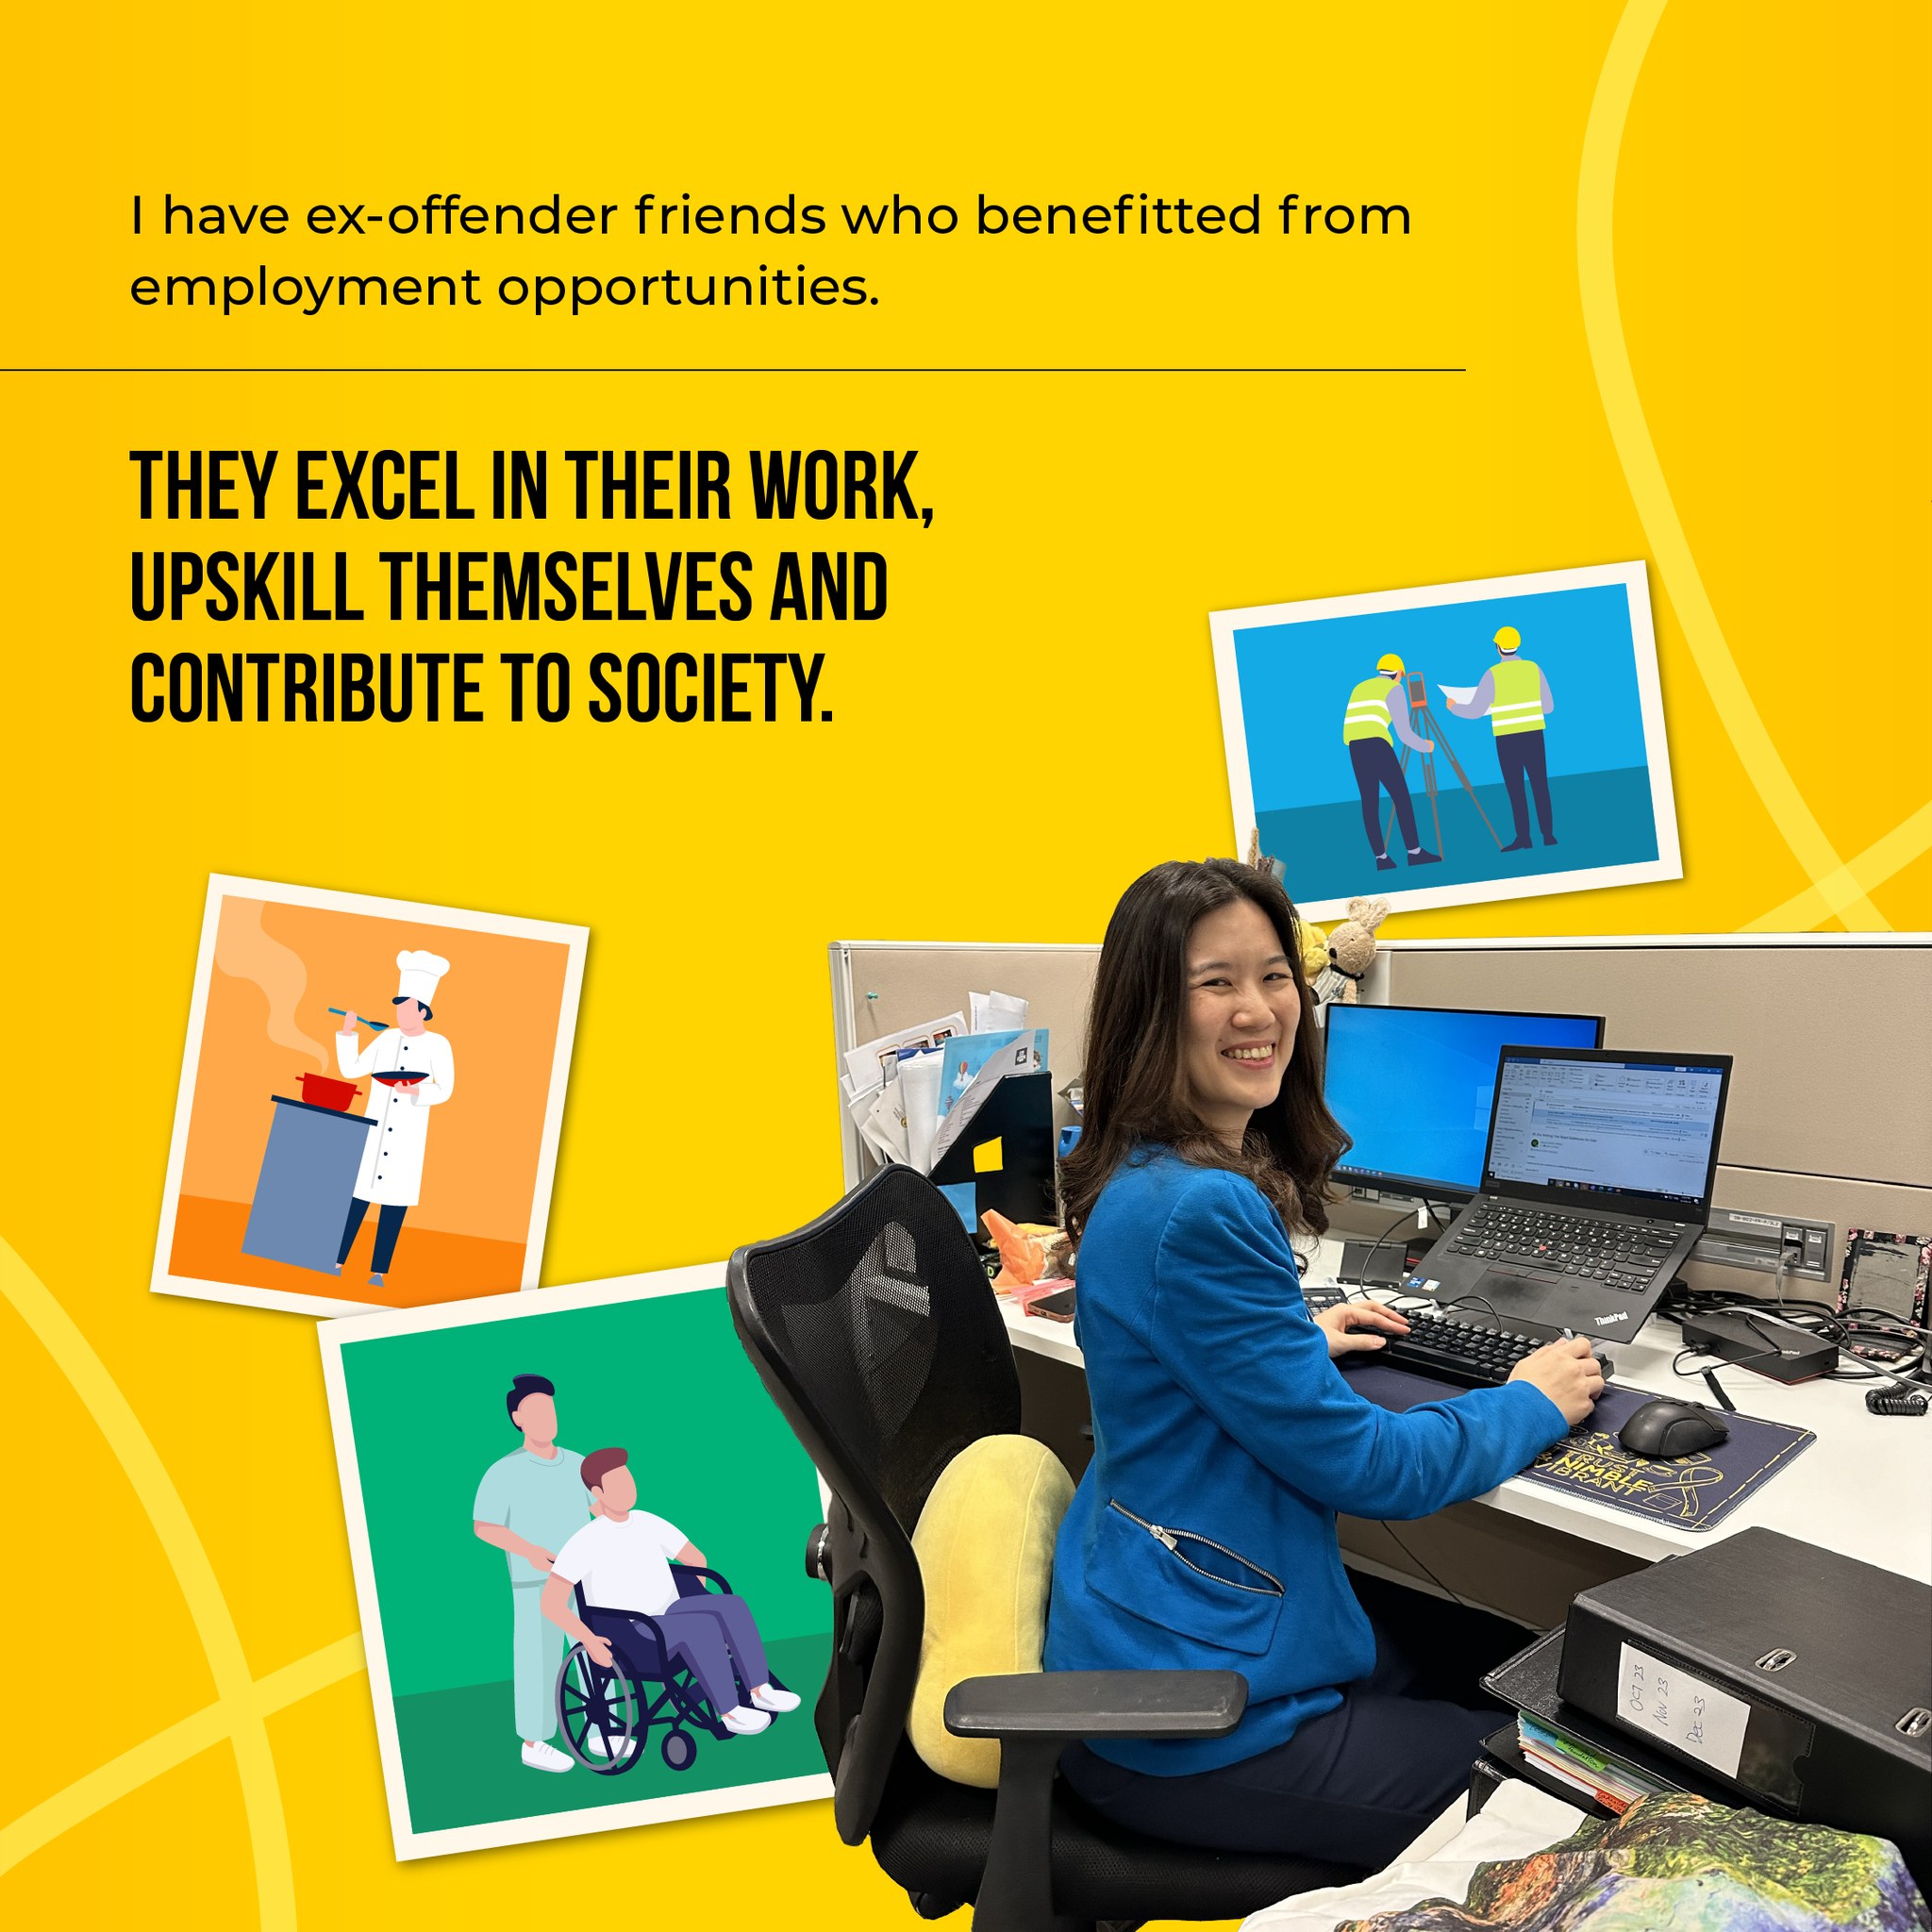 I have ex-offender friends who benefitted from
employment opportunities.
THEY EXCEL IN THEIR WORK,
UPSKILL THEMSELVES AND
CONTRIBUTE TO SOCIETY.
ThinkPad
TRUST
NIMBLE
VIBRANT
OCT 23
Nov 23
Dec 23